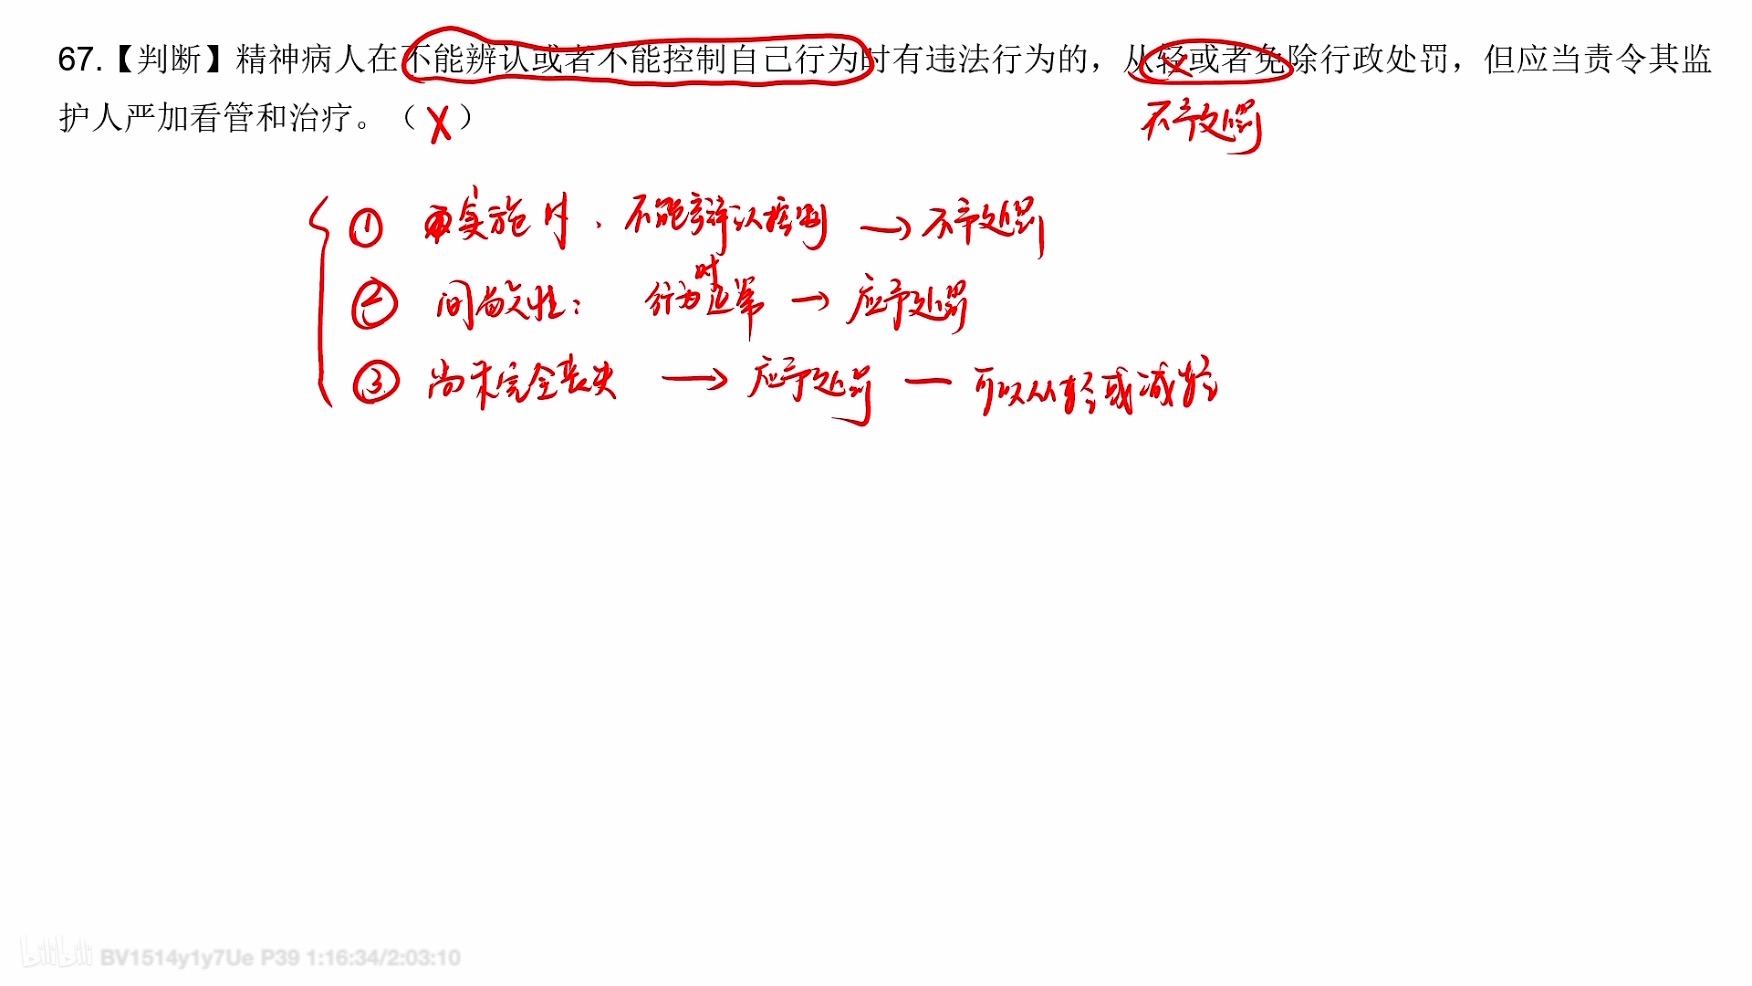 67.【判断】精神病人在不能辨认或者不能控制自己行为时有违法行为的，从轻或者免除行政处罚，但应当责令其监
护人严加看管和治疗。（X）
不予处罚
① 实施时、不能辩认控制 → 不予处罚
② 间歇性： 行为时正常 → 应予处罚
③ 尚未完全丧失 → 应予处罚 — 可以从轻或减轻
bilibili BV1514y1y7Ue P39 1:16:34/2:03:10